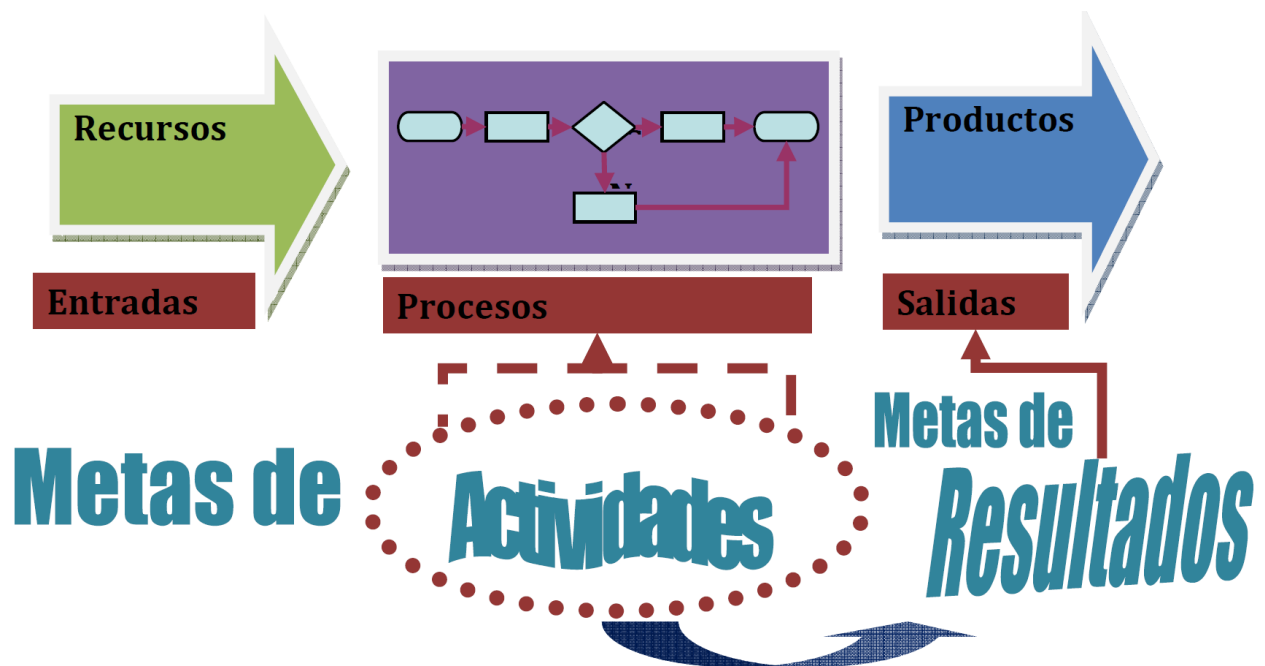 Recursos
Productos
Entradas
Procesos
Salidas
Metas de
Actividades
Metas de
Resultados